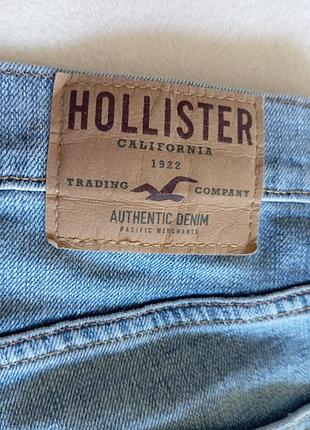 HOLLISTER
CALIFORNIA
1922
TRADING COMPANY
AUTHENTIC DENIM
PACIFIC MERCHANTS